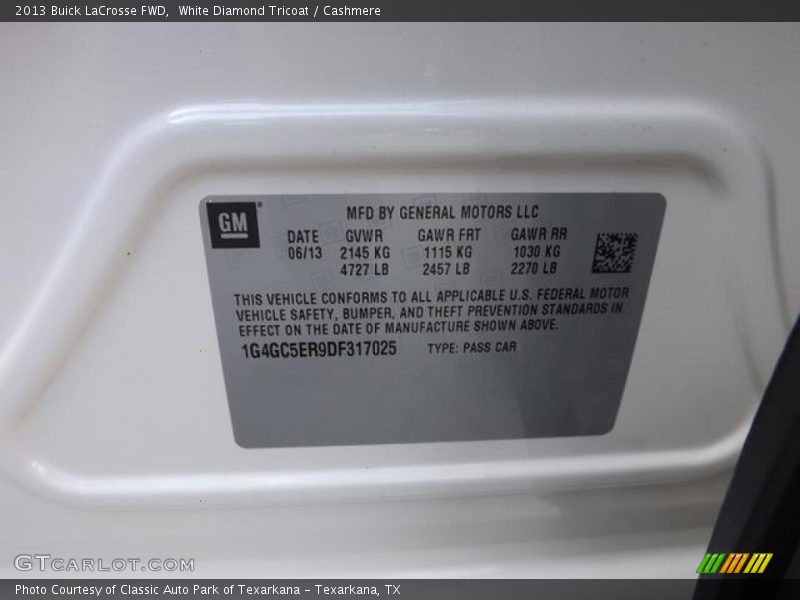 2013 Buick LaCrosse FWD,  White Diamond Tricoat / Cashmere
GM
MFD BY GENERAL MOTORS LLC
DATE GVWR GAWR FRT GAWR RR
06/13 2145 KG 1115 KG 1030 KG
4727 LB 2457 LB 2270 LB
THIS VEHICLE CONFORMS TO ALL APPLICABLE U.S. FEDERAL MOTOR
VEHICLE SAFETY, BUMPER, AND THEFT PREVENTION STANDARDS IN
EFFECT ON THE DATE OF MANUFACTURE SHOWN ABOVE.
1G4GC5ER9DF317025 TYPE: PASS CAR
GTCARLOT.COM
Photo Courtesy of Classic Auto Park of Texarkana – Texarkana, TX